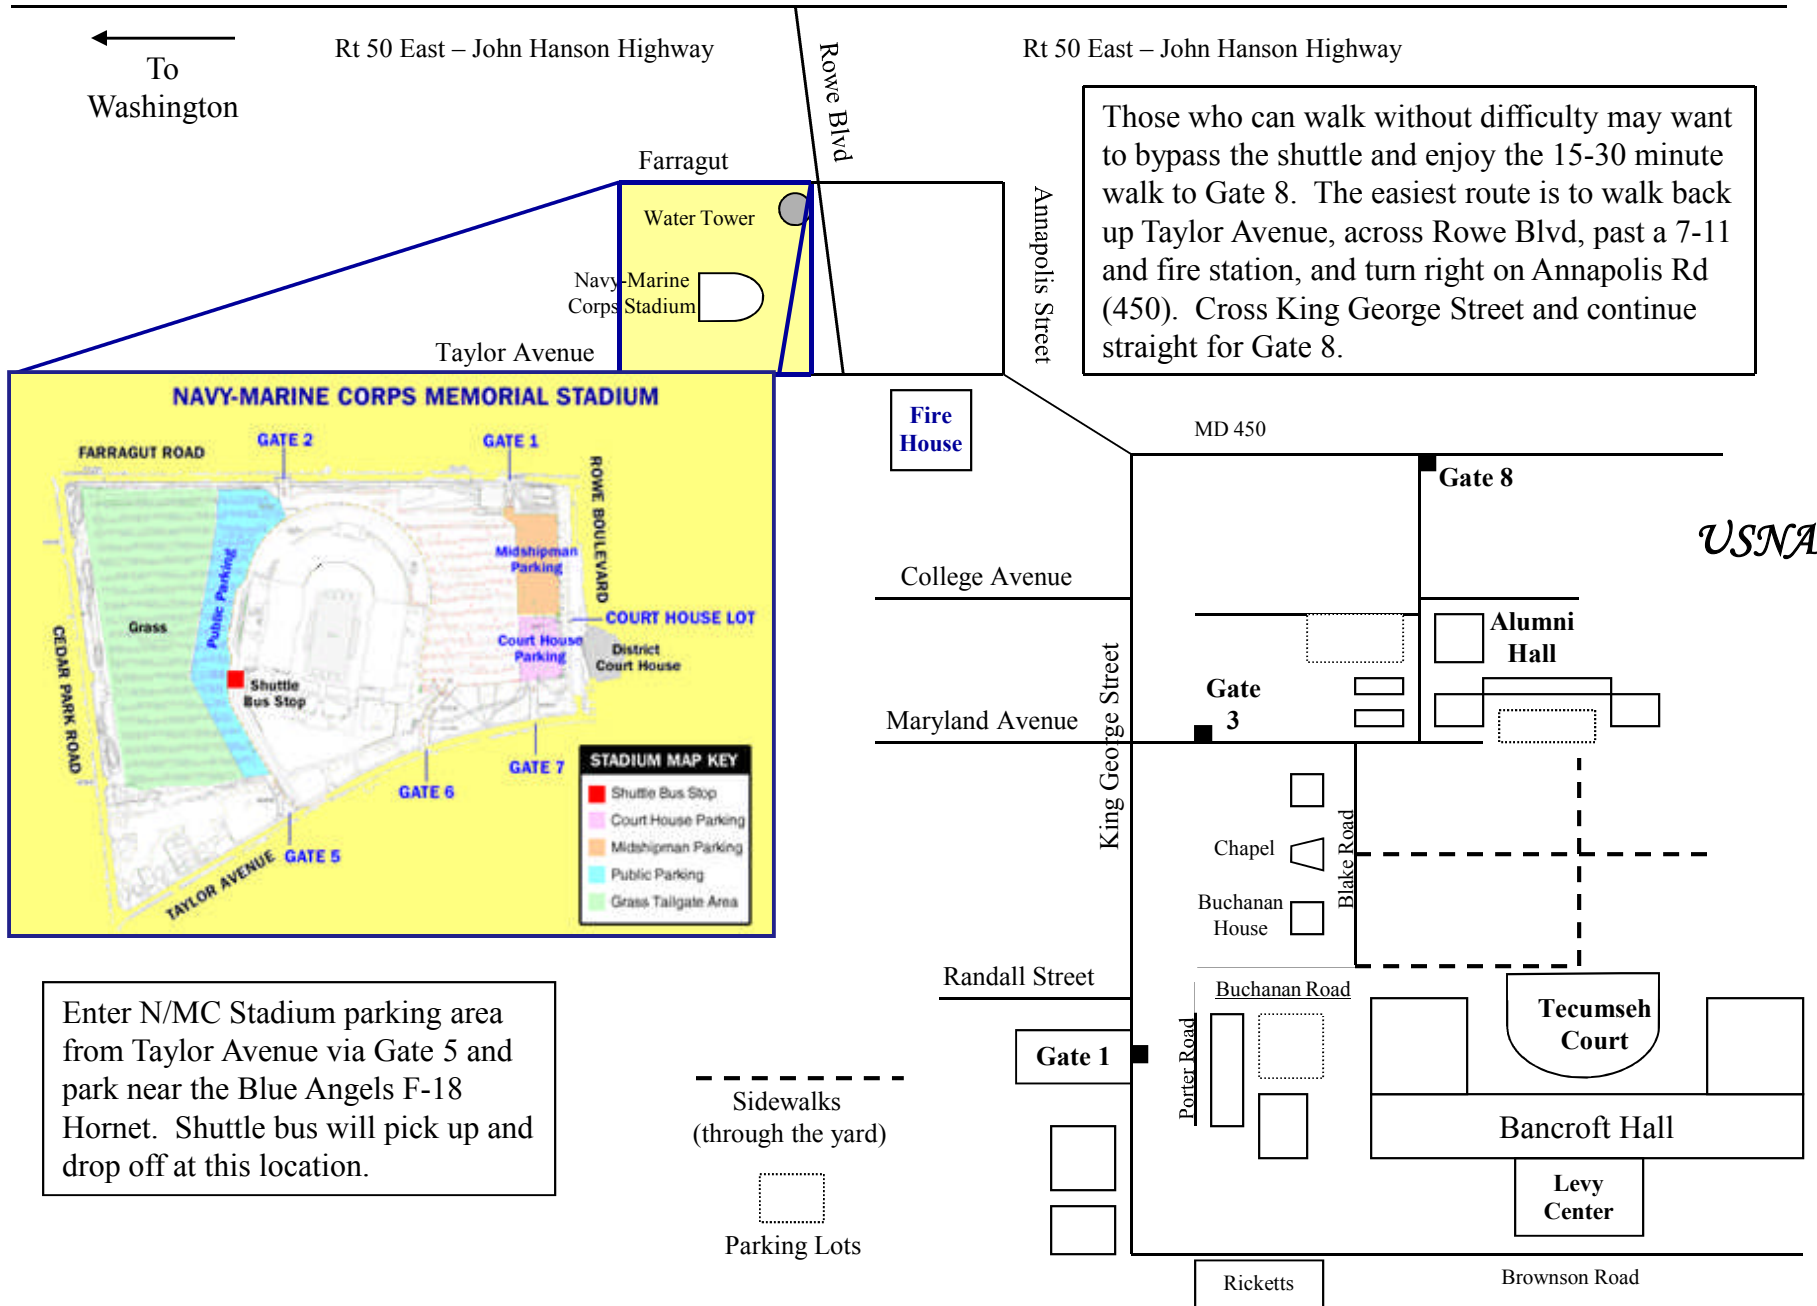 To
Washington
Rt 50 East – John Hanson Highway
Rowe Blvd
Rt 50 East – John Hanson Highway
Those who can walk without difficulty may want
to bypass the shuttle and enjoy the 15-30 minute
walk to Gate 8.  The easiest route is to walk back
up Taylor Avenue, across Rowe Blvd, past a 7-11
and fire station, and turn right on Annapolis Rd
(450).  Cross King George Street and continue
straight for Gate 8.
Farragut
Water Tower
Navy-Marine
Corps Stadium
Taylor Avenue
Annapolis Street
Fire
House
MD 450
Gate 8
USNA
NAVY-MARINE CORPS MEMORIAL STADIUM
GATE 2
GATE 1
FARRAGUT ROAD
ROWE BOULEVARD
Midshipman
Parking
Public Parking
Grass
COURT HOUSE LOT
Court House
Parking
District
Court House
CEDAR PARK ROAD
Shuttle
Bus Stop
GATE 7
GATE 6
GATE 5
TAYLOR AVENUE
STADIUM MAP KEY
Shuttle Bus Stop
Court House Parking
Midshipman Parking
Public Parking
Grass Tailgate Area
College Avenue
Alumni
Hall
King George Street
Gate
3
Maryland Avenue
Chapel
Blake Road
Buchanan
House
Randall Street
Buchanan Road
Porter Road
Gate 1
Tecumseh
Court
Bancroft Hall
Levy
Center
Enter N/MC Stadium parking area
from Taylor Avenue via Gate 5 and
park near the Blue Angels F-18
Hornet.  Shuttle bus will pick up and
drop off at this location.
Sidewalks
(through the yard)
Parking Lots
Ricketts
Brownson Road